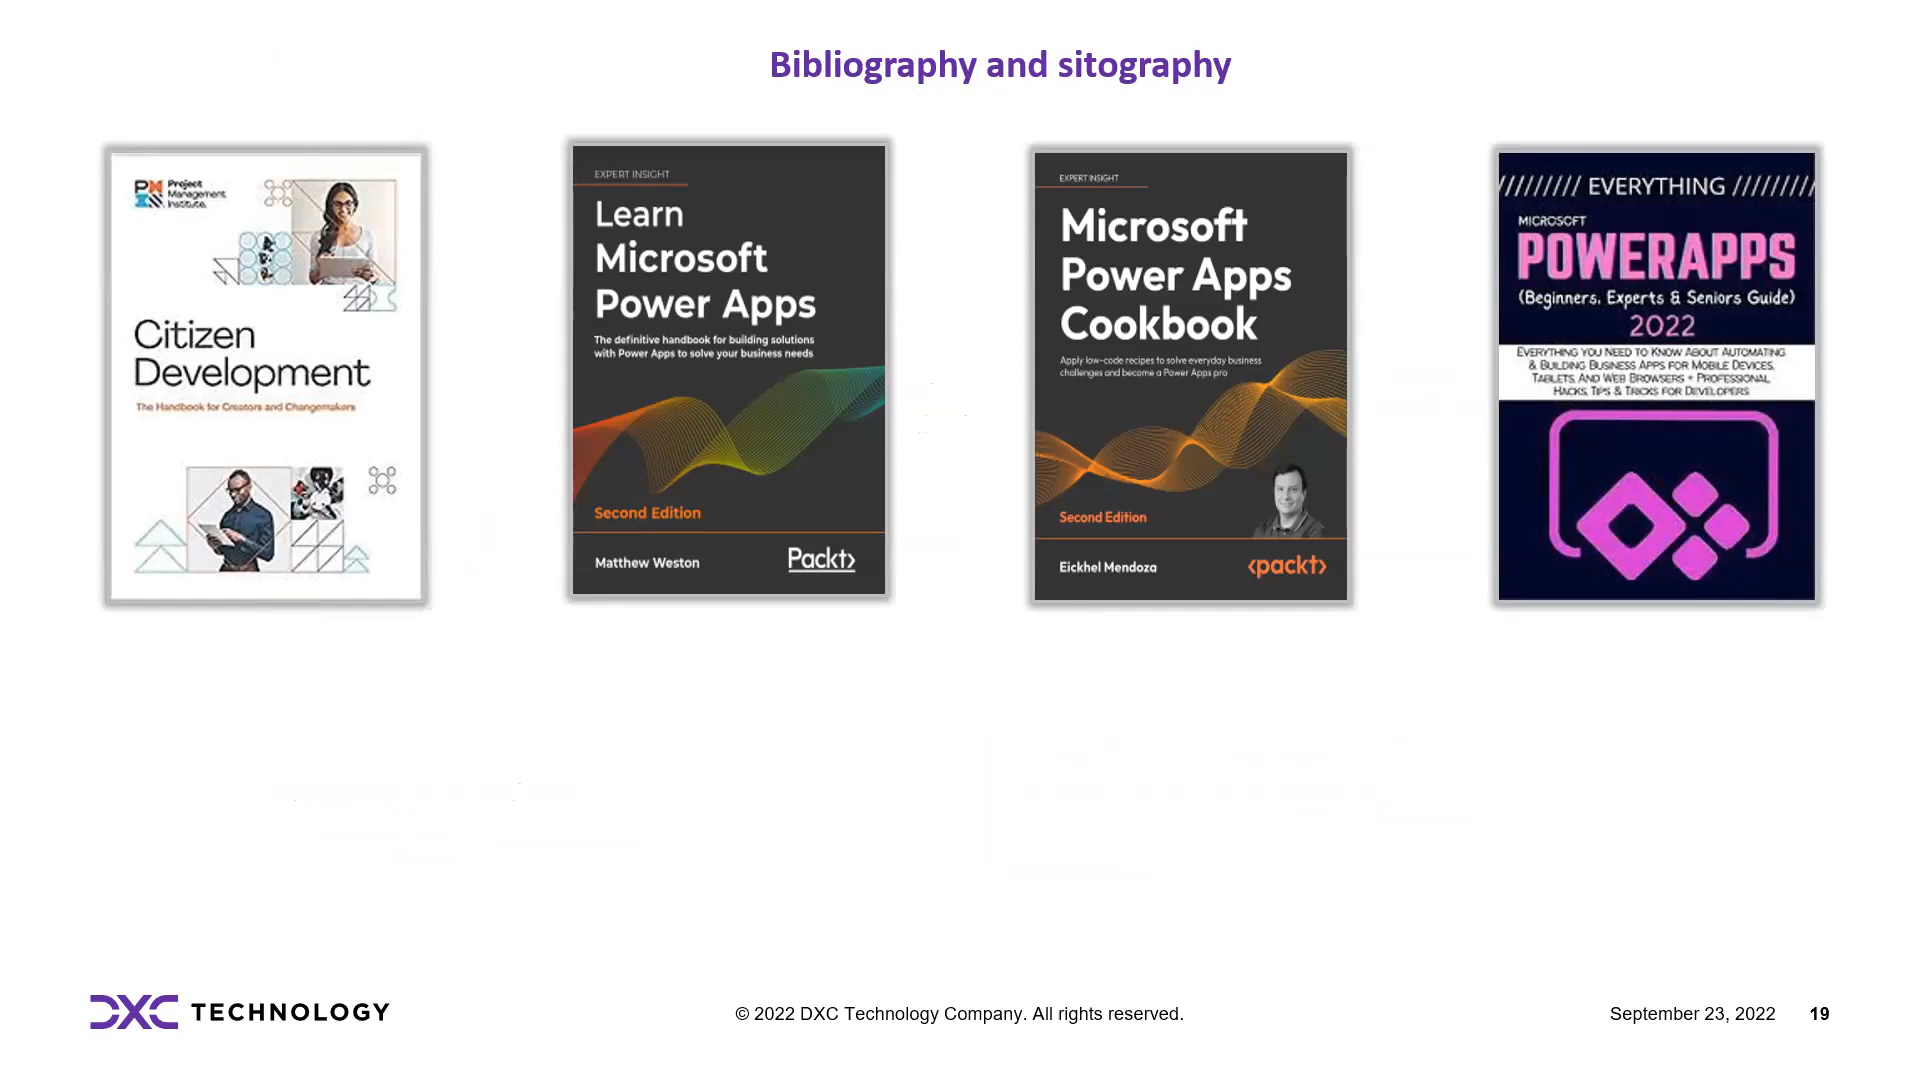 Bibliography and sitography
Project
Management
Institute.
Citizen
Development
The Handbook for Creators and Changemakers
EXPERT INSIGHT
Learn
Microsoft
Power Apps
The definitive handbook for building solutions
with Power Apps to solve your business needs
Second Edition
Matthew Weston
Packt>
EXPERT INSIGHT
Microsoft
Power Apps
Cookbook
Apply low-code recipes to solve everyday business
challenges and become a Power Apps pro
Second Edition
Eickhel Mendoza
<packt>
///////// EVERYTHING /////////
MICROSOFT
POWERAPPS
(Beginners, Experts & Seniors Guide)
2022
EVERYTHING YOU NEED TO KNOW ABOUT AUTOMATING
& BUILDING BUSINESS APPS FOR MOBILE DEVICES,
TABLETS, AND WEB BROWSERS + PROFESSIONAL
HACKS, TIPS & TRICKS FOR DEVELOPERS
DXC TECHNOLOGY
© 2022 DXC Technology Company. All rights reserved.
September 23, 2022
19